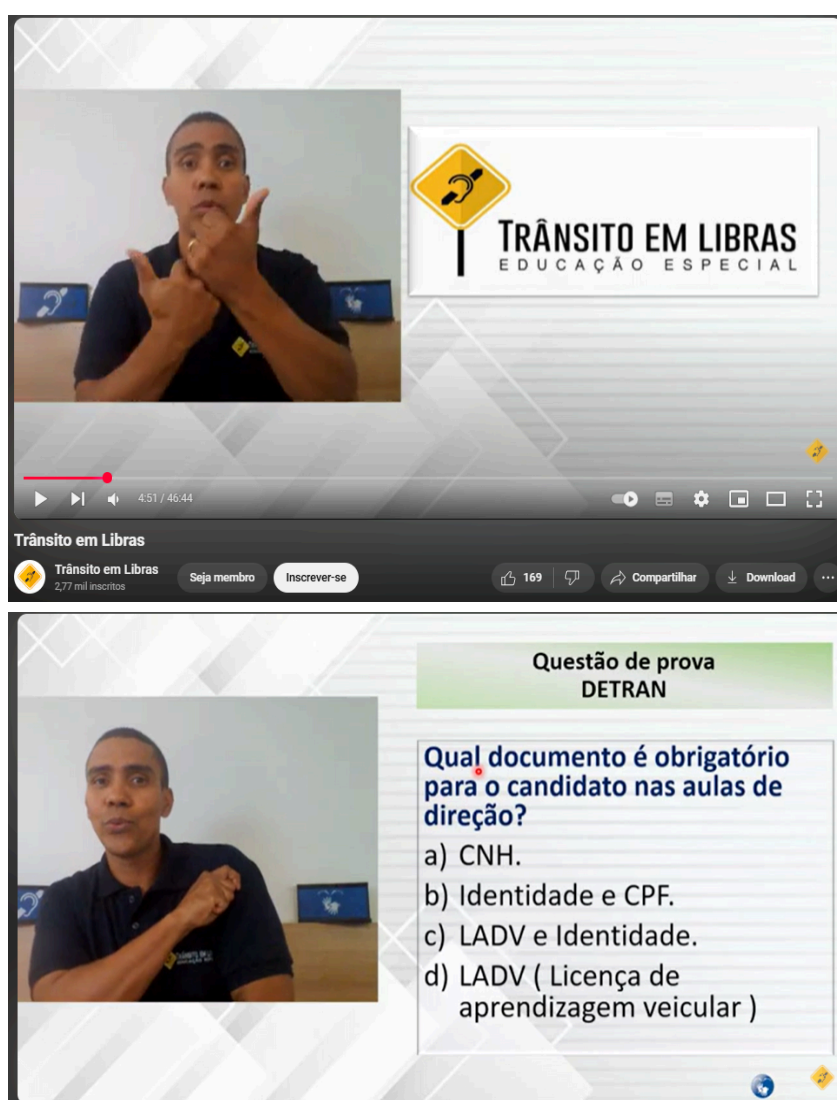 TRÂNSITO EM LIBRAS
EDUCAÇÃO ESPECIAL
4:51 / 46:44
Trânsito em Libras
Trânsito em Libras
2,77 mil inscritos
Seja membro
Inscrever-se
169
Compartilhar
Download
Questão de prova
DETRAN
Qual documento é obrigatório
para o candidato nas aulas de
direção?
a) CNH.
b) Identidade e CPF.
c) LADV e Identidade.
d) LADV ( Licença de
aprendizagem veicular )